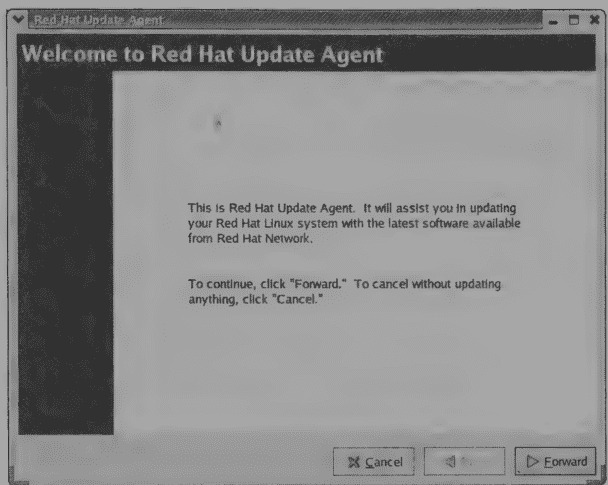 Red Hat Update Agent
Welcome to Red Hat Update Agent
This is Red Hat Update Agent. It will assist you in updating
your Red Hat Linux system with the latest software available
from Red Hat Network.
To continue, click "Forward." To cancel without updating
anything, click "Cancel."
Cancel
Forward